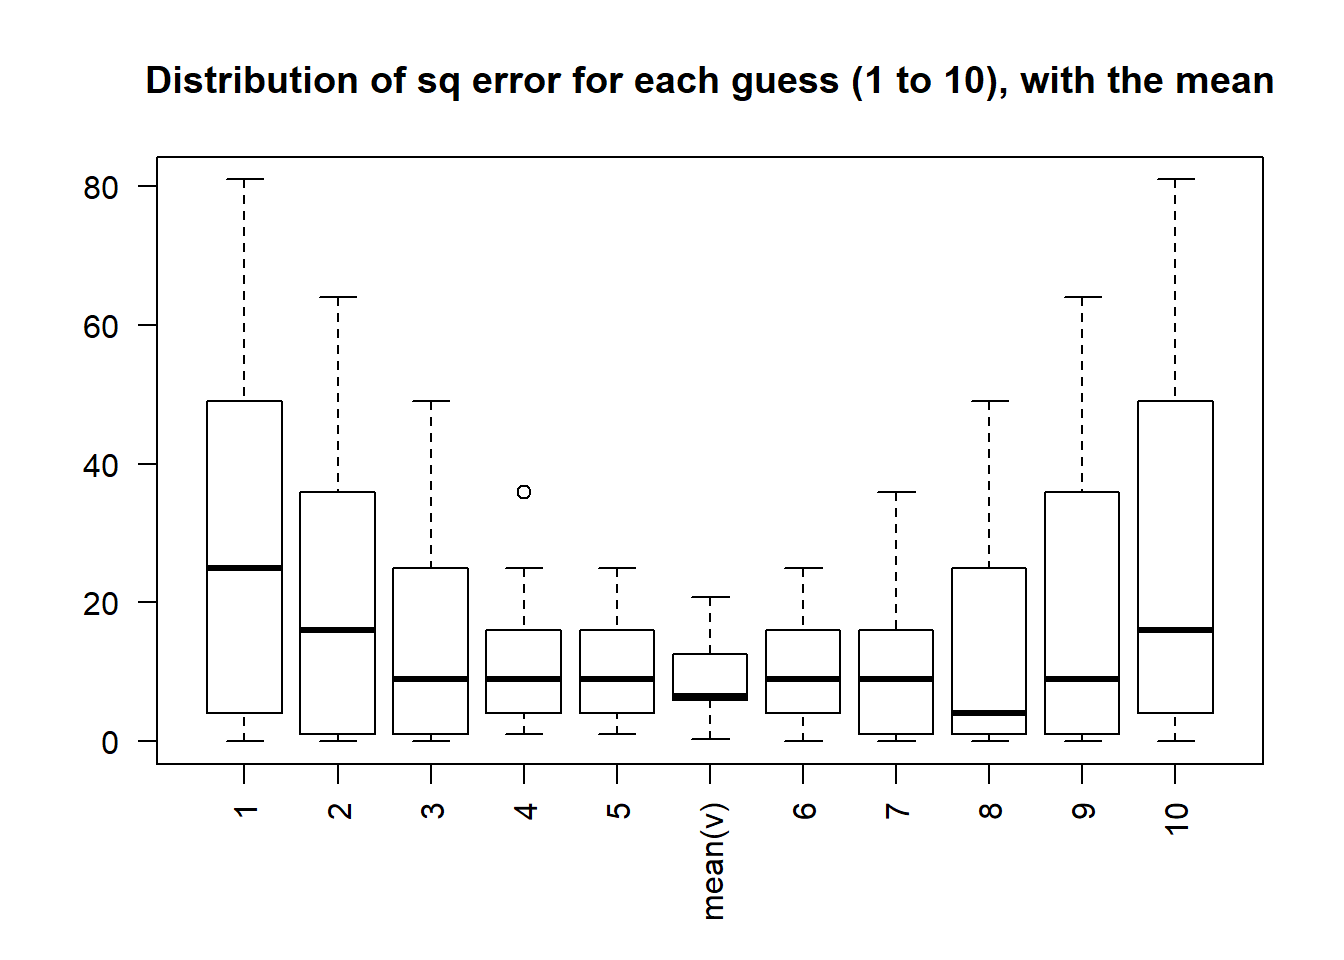 Distribution of sq error for each guess (1 to 10), with the mean
80
60
40
20
0
1 2 3 4 5 mean(v) 6 7 8 9 10